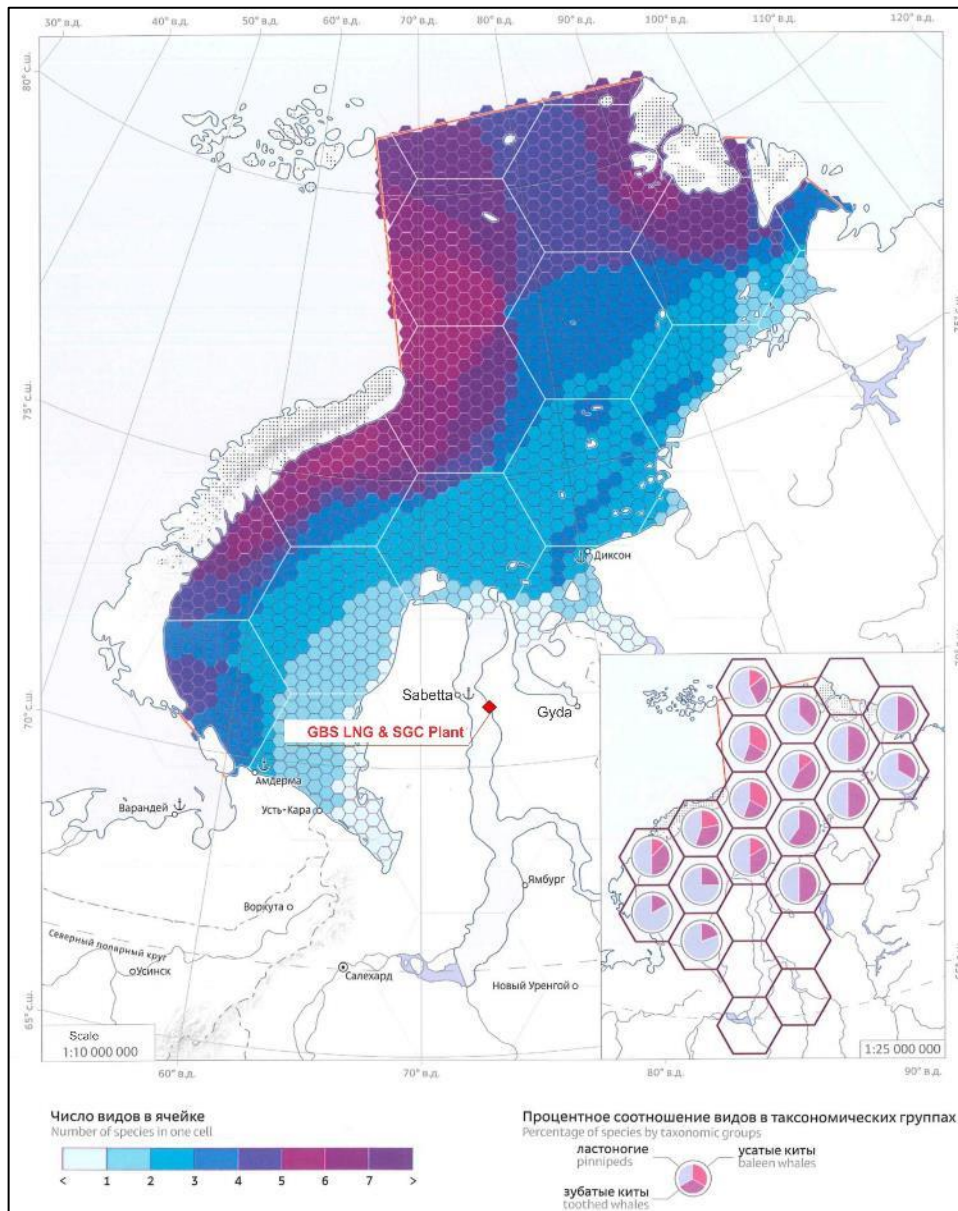 30° в.д. 40° в.д. 50° в.д. 60° в.д. 70° в.д. 80° в.д. 90° в.д. 100° в.д. 110° в.д. 120° в.д.
80° с.ш.
75° с.ш.
Диксон
Sabetta
Gyda
70° с.ш.
GBS LNG & SGC Plant
Амдерма
Варандей
Усть-Кара
Ямбург
Воркута
Северный полярный круг
Усинск
Салехард
Новый Уренгой
65° с.ш.
Scale
1:10 000 000
1:25 000 000
60° в.д. 70° в.д. 80° в.д. 90° в.д.
Число видов в ячейке
Number of species in one cell
< 1 2 3 4 5 6 7 >
Процентное соотношение видов в таксономических группах
Percentage of species by taxonomic groups
ластоногие
pinnipeds
усатые киты
baleen whales
зубатые киты
toothed whales